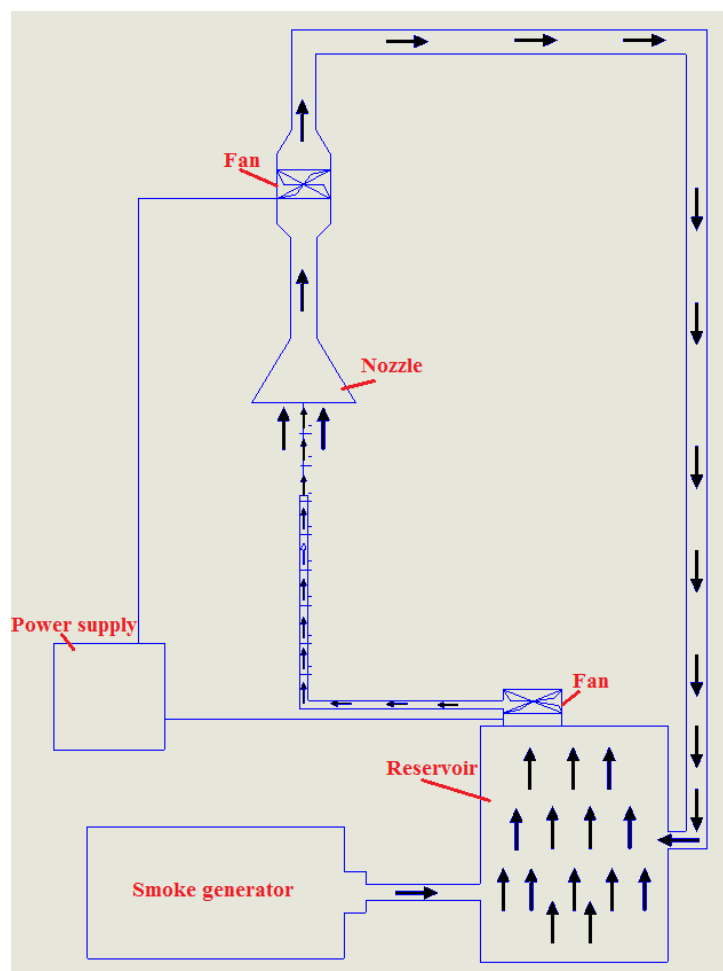 Fan
Nozzle
Power supply
Fan
Reservoir
Smoke generator